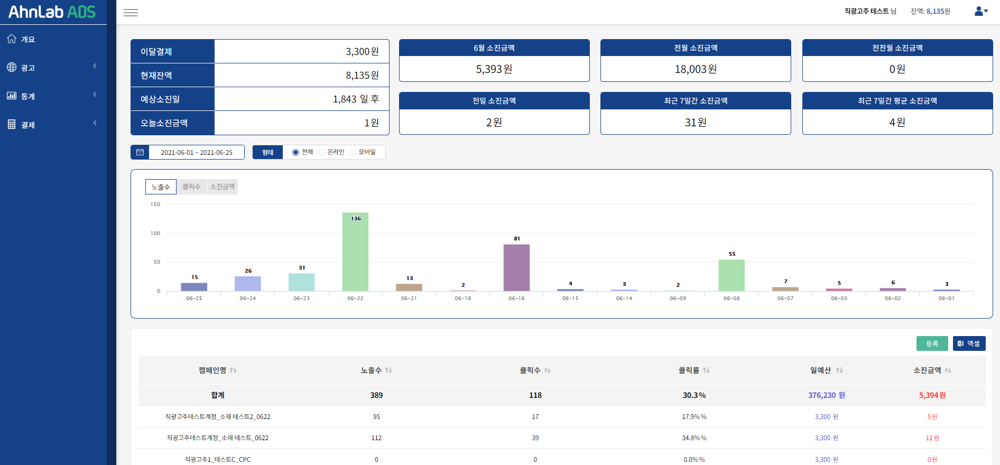 AhnLab ADS
직광고주 테스트 님 잔액: 8,135원
개요
광고
통계
결제
이달결제 3,300원
현재잔액 8,135원
예상소진일 1,843 일 후
오늘소진금액 1원
6월 소진금액
5,393원
전월 소진금액
18,003원
전전월 소진금액
0원
전일 소진금액
2원
최근 7일간 소진금액
31원
최근 7일간 평균 소진금액
4원
2021-06-01 ~ 2021-06-25
형태 전체 온라인 모바일
노출수 클릭수 소진금액
150
100
50
0
15 26 31 136 13 2 81 4 3 2 55 7 5 6 3
06-25 06-24 06-23 06-22 06-21 06-18 06-16 06-15 06-14 06-09 06-08 06-07 06-03 06-02 06-01
등록 엑셀
캠페인명 노출수 클릭수 클릭률 일예산 소진금액
합계 389 118 30.3% 376,230 원 5,394원
직광고주테스트계정_소재 테스트2_0622 95 17 17.9%% 3,300 원 5원
직광고주테스트계정_소재 테스트_0622 112 39 34.8%% 3,300 원 11원
직광고주1_테스트C_CPC 0 0 0.0%% 3,300 원 0원